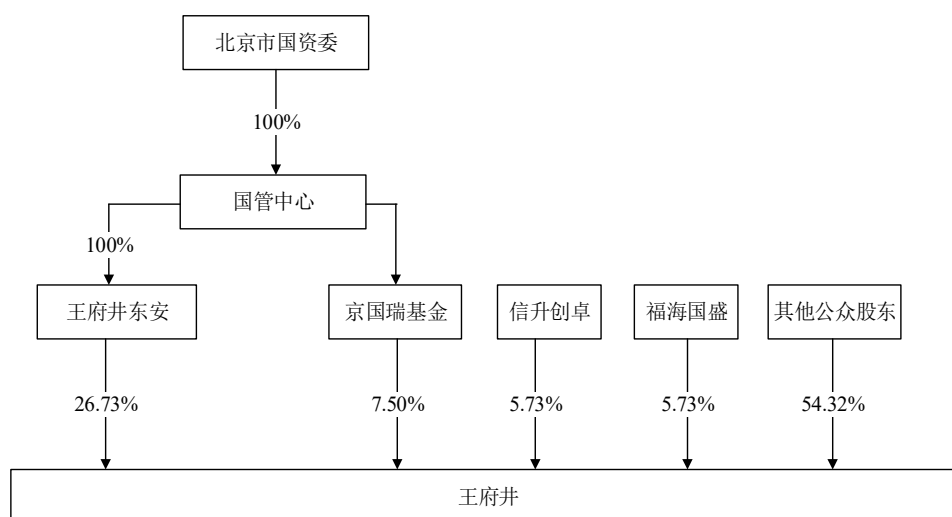 北京市国资委
100%
国管中心
100%
王府井东安
京国瑞基金
信升创卓
福海国盛
其他公众股东
26.73%
7.50%
5.73%
5.73%
54.32%
王府井